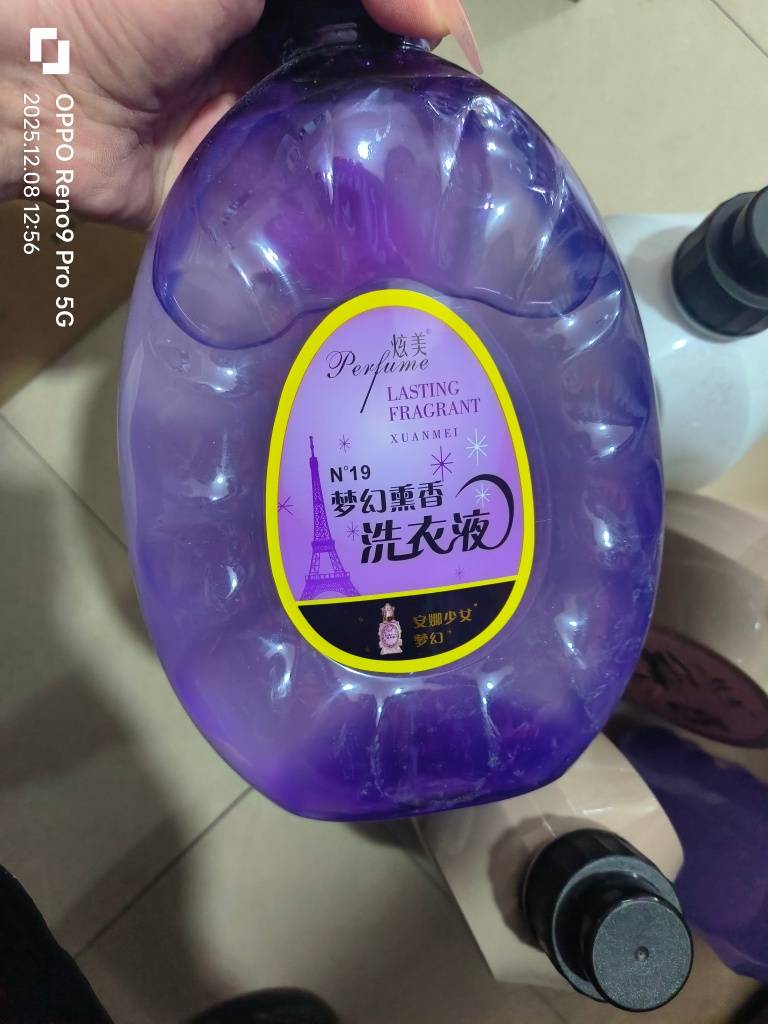 OPPO Reno9 Pro 5G
2025.12.08 12:56
炫美®
Perfume
LASTING
FRAGRANT
XUANMEI
N°19
梦幻熏香
洗衣液
安娜少女
梦幻